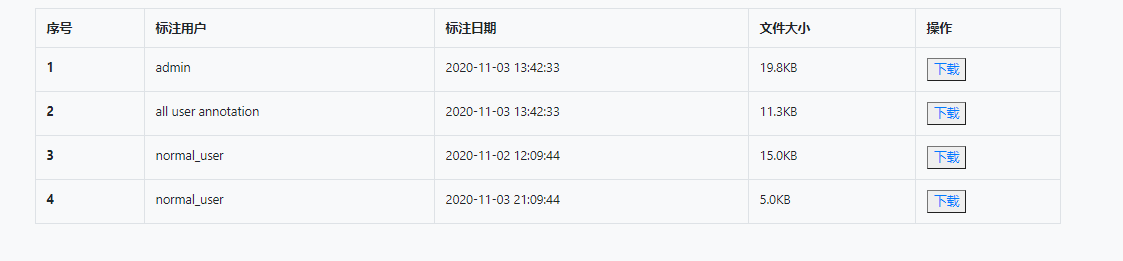 序号 标注用户 标注日期 文件大小 操作
1 admin 2020-11-03 13:42:33 19.8KB 下载
2 all user annotation 2020-11-03 13:42:33 11.3KB 下载
3 normal_user 2020-11-02 12:09:44 15.0KB 下载
4 normal_user 2020-11-03 21:09:44 5.0KB 下载